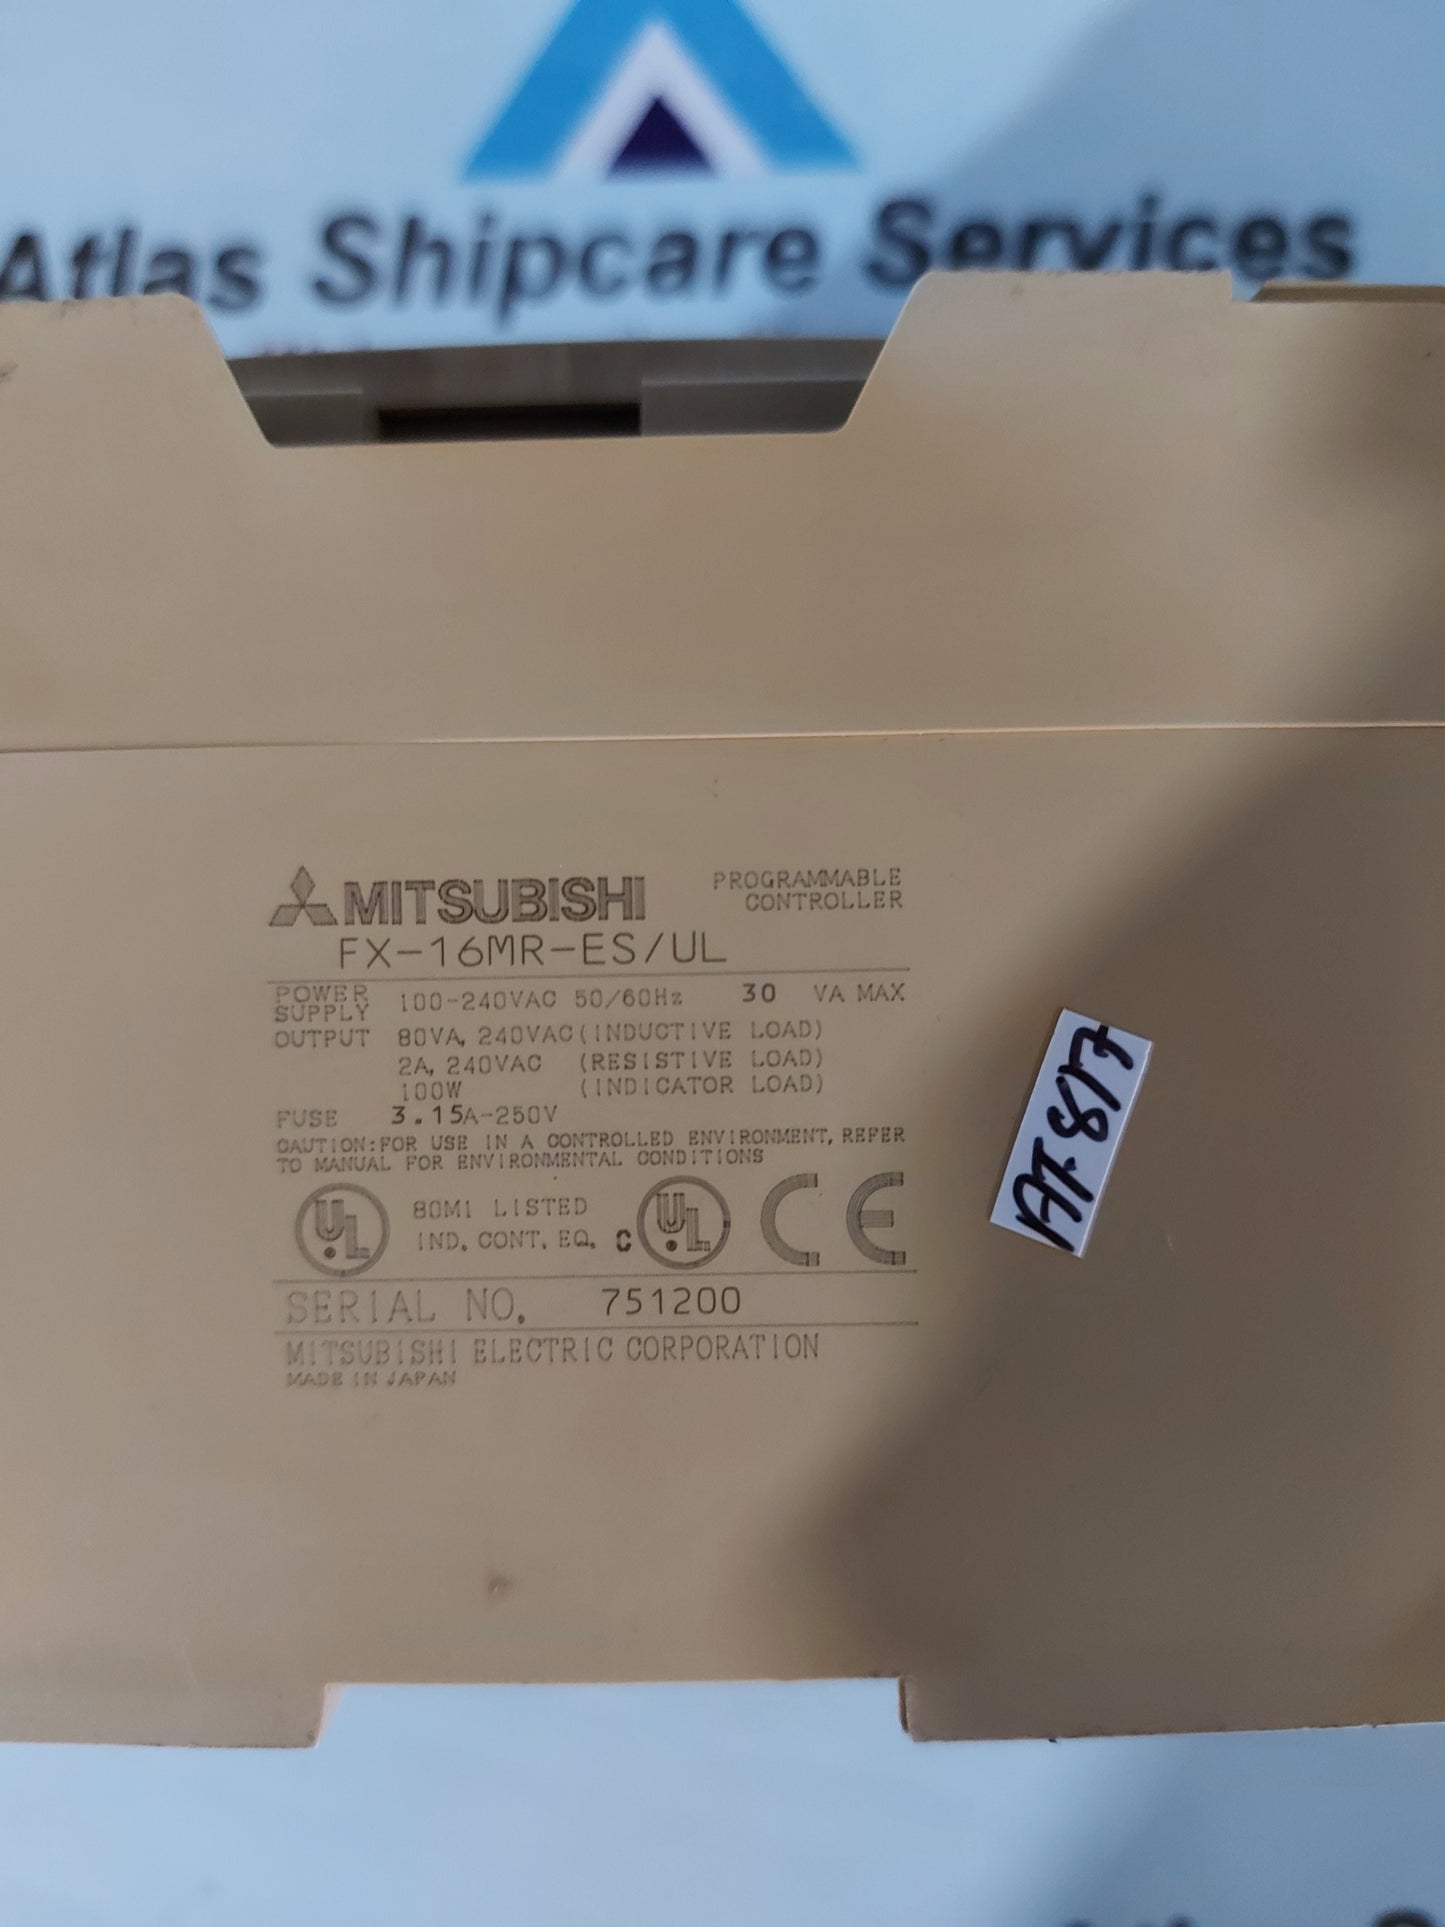 Atlas Shipcare Services
MITSUBISHI
PROGRAMMABLE
CONTROLLER
FX-16MR-ES/UL
POWER
SUPPLY 100-240VAC 50/60Hz 30 VA MAX
OUTPUT 80VA, 240VAC (INDUCTIVE LOAD)
2A, 240VAC (RESISTIVE LOAD)
100W (INDICATOR LOAD)
FUSE 3.15A-250V
CAUTION:FOR USE IN A CONTROLLED ENVIRONMENT, REFER
TO MANUAL FOR ENVIRONMENTAL CONDITIONS
UL 80M1 LISTED
IND. CONT. EQ. C UL CE
SERIAL NO. 751200
MITSUBISHI ELECTRIC CORPORATION
MADE IN JAPAN
AT.817